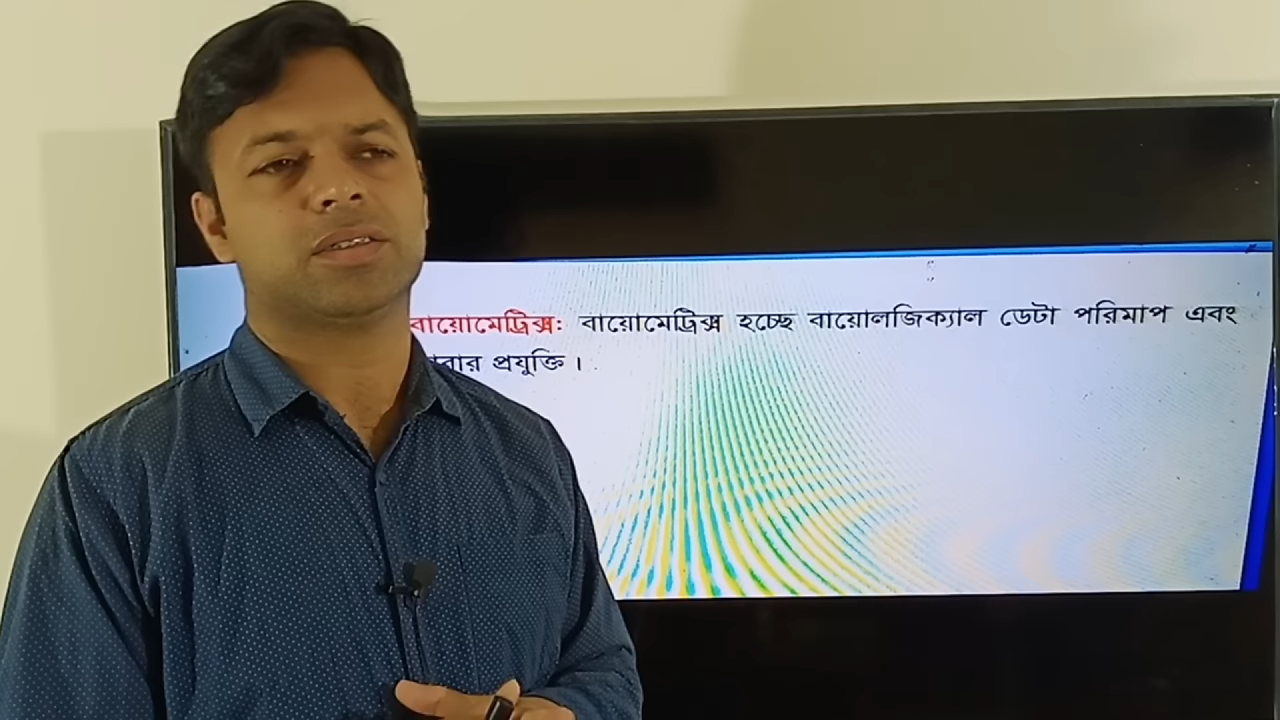 বায়োমেট্রিক্স: বায়োমেট্রিক্স হচ্ছে বায়োলজিক্যাল ডেটা পরিমাপ এবং
প্রযুক্তি।